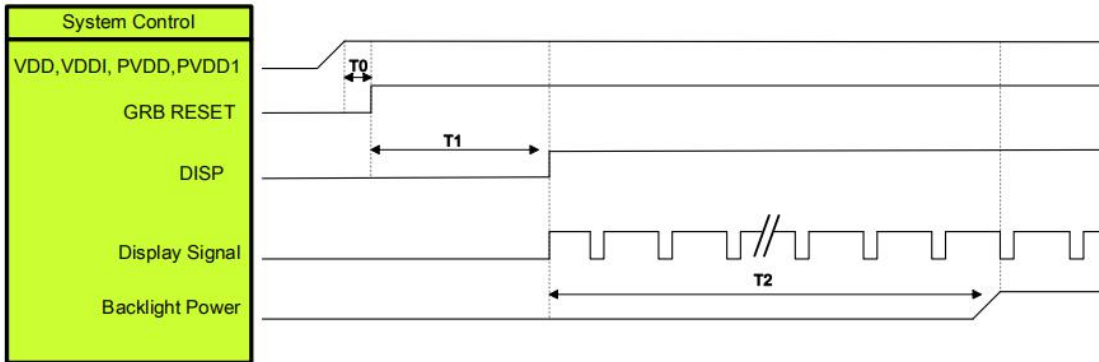 System Control
VDD,VDDI, PVDD,PVDD1
T0
GRB RESET
T1
DISP
Display Signal
T2
Backlight Power